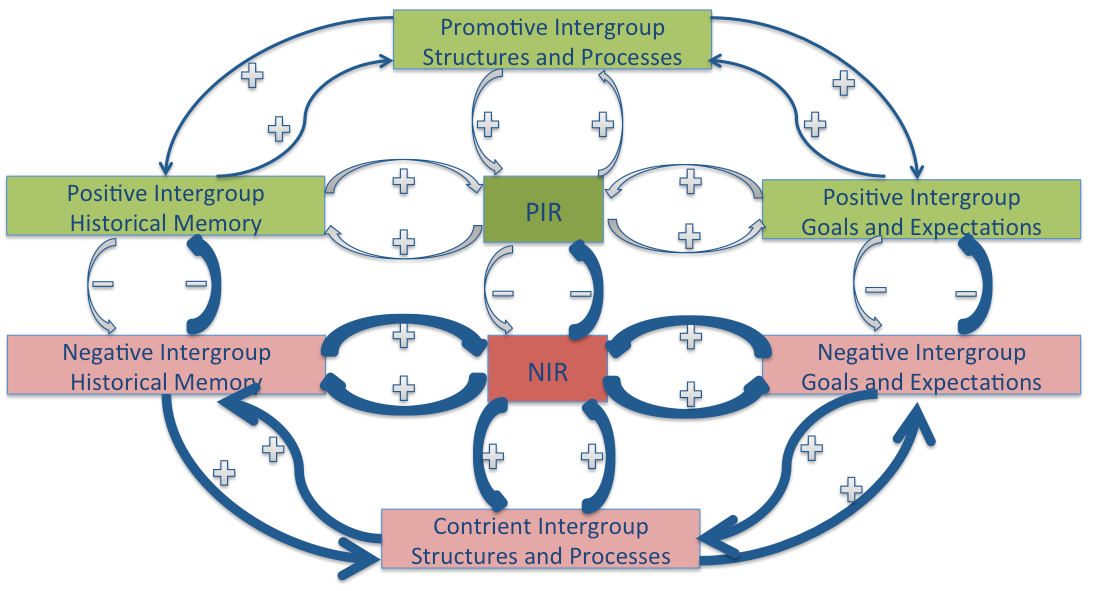 Promotive Intergroup
Structures and Processes
Positive Intergroup
Historical Memory
PIR
Positive Intergroup
Goals and Expectations
Negative Intergroup
Historical Memory
NIR
Negative Intergroup
Goals and Expectations
Contrient Intergroup
Structures and Processes